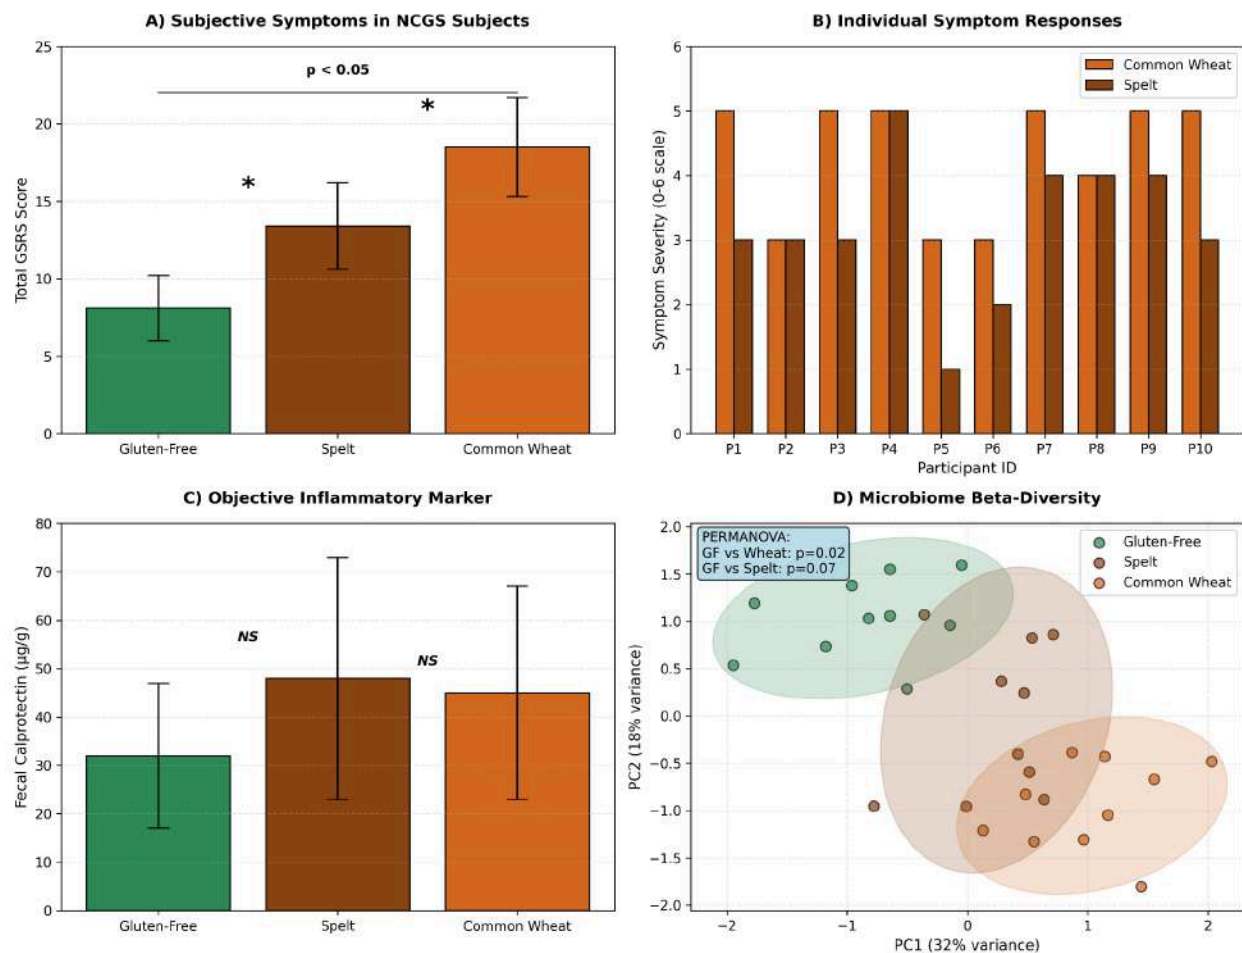 A) Subjective Symptoms in NCGS Subjects
25
20
15
10
5
0
Total GSRS Score
p < 0.05
*
*
Gluten-Free
Spelt
Common Wheat
B) Individual Symptom Responses
6
5
4
3
2
1
0
Symptom Severity (0-6 scale)
Common Wheat
Spelt
P1
P2
P3
P4
P5
P6
P7
P8
P9
P10
Participant ID
C) Objective Inflammatory Marker
80
70
60
50
40
30
20
10
0
Fecal Calprotectin (µg/g)
NS
NS
Gluten-Free
Spelt
Common Wheat
D) Microbiome Beta-Diversity
2.0
1.5
1.0
0.5
0.0
−0.5
−1.0
−1.5
−2.0
PC2 (18% variance)
PERMANOVA:
GF vs Wheat: p=0.02
GF vs Spelt: p=0.07
Gluten-Free
Spelt
Common Wheat
−2
−1
0
1
2
PC1 (32% variance)